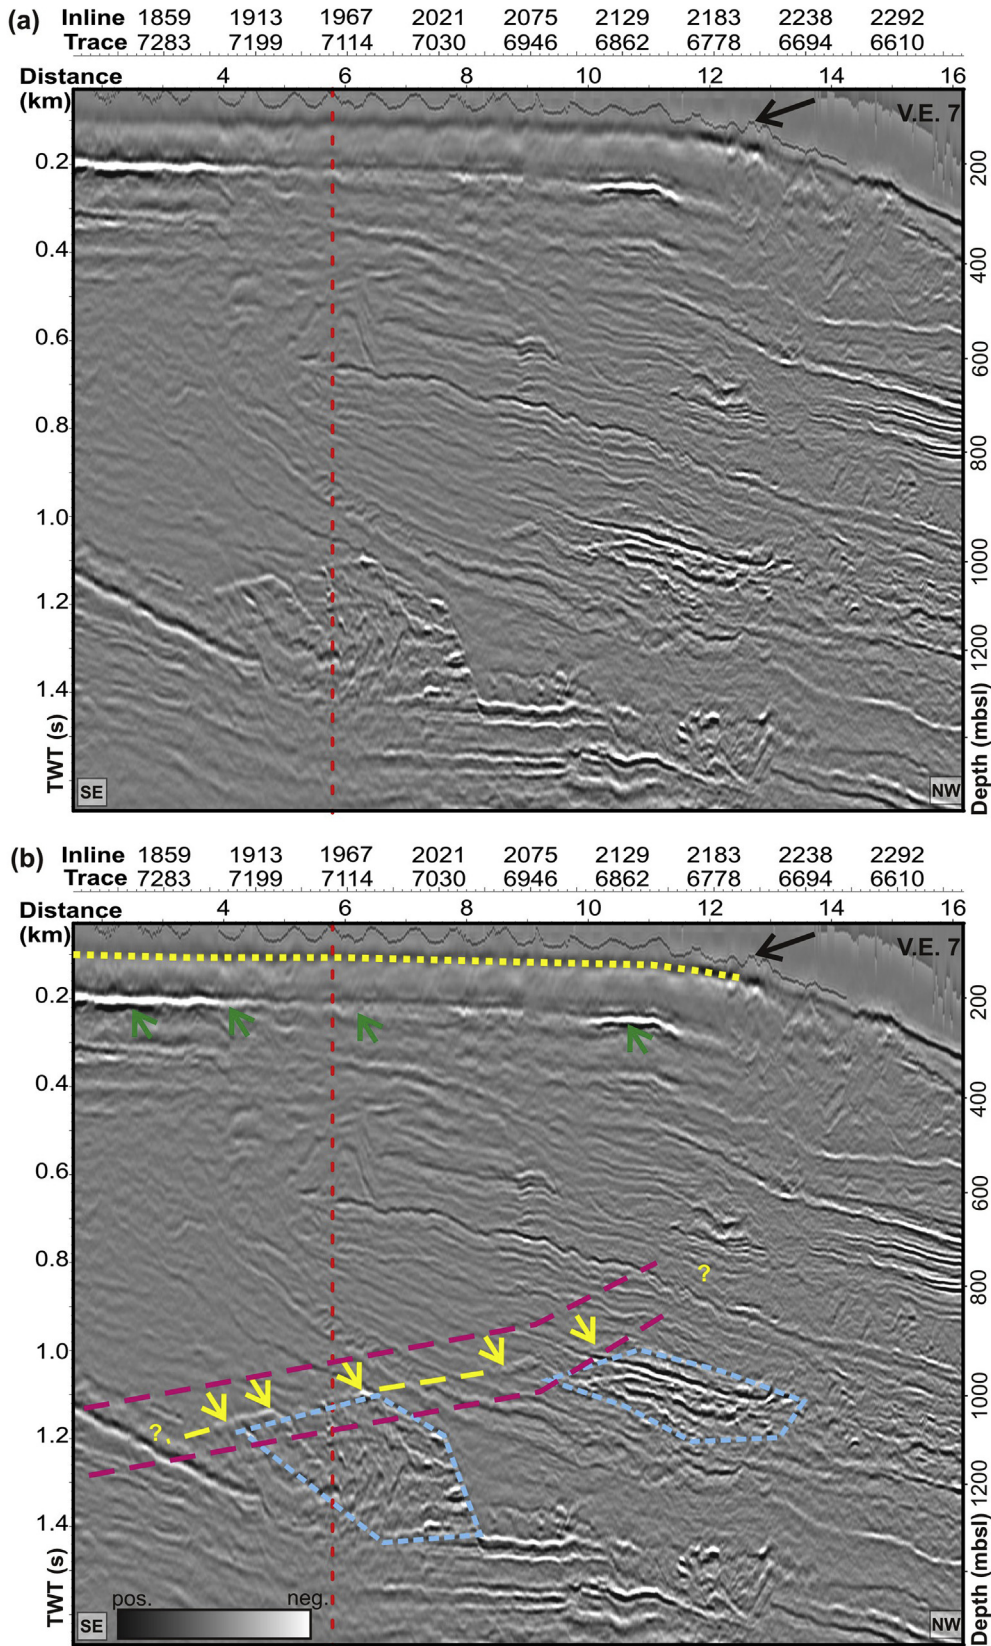 (a) Inline 1859 1913 1967 2021 2075 2129 2183 2238 2292
Trace 7283 7199 7114 7030 6946 6862 6778 6694 6610
Distance 4 6 8 10 12 14 16
(km)
V.E. 7
0.2
200
0.4
400
0.6
600
0.8
800
1.0
1000
1.2
1200
1.4
TWT (s)
Depth (mbsl)
SE
NW
(b) Inline 1859 1913 1967 2021 2075 2129 2183 2238 2292
Trace 7283 7199 7114 7030 6946 6862 6778 6694 6610
Distance 4 6 8 10 12 14 16
(km)
V.E. 7
0.2
200
0.4
400
0.6
600
0.8
?
800
1.0
1000
?
1.2
1200
1.4
TWT (s)
Depth (mbsl)
pos. neg.
SE
NW